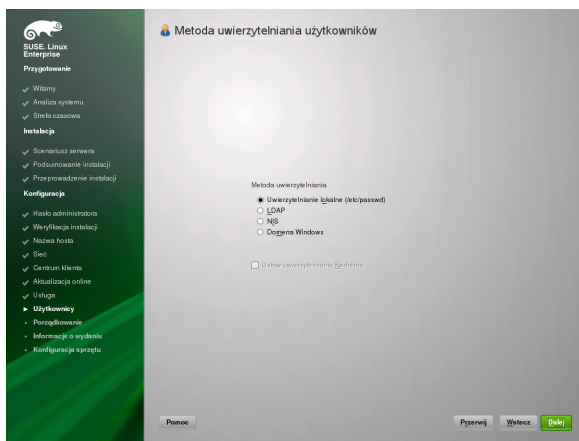 SUSE. Linux
Enterprise
Przygotowanie
Witamy
Analiza systemu
Strefa czasowa
Instalacja
Scenariusz serwera
Podsumowanie instalacji
Przeprowadzenie instalacji
Konfiguracja
Hasło administratora
Weryfikacja instalacji
Nazwa hosta
Sieć
Centrum klienta
Aktualizacja online
Usługa
Użytkownicy
Porządkowanie
Informacje o wydaniu
Konfiguracja sprzętu
Metoda uwierzytelniania użytkowników
Metoda uwierzytelniania
Uwierzytelnianie lokalne (/etc/passwd)
LDAP
NIS
Domena Windows
Ustaw uwierzytelnianie Kerberos
Pomoc
Przerwij
Wstecz
Dalej